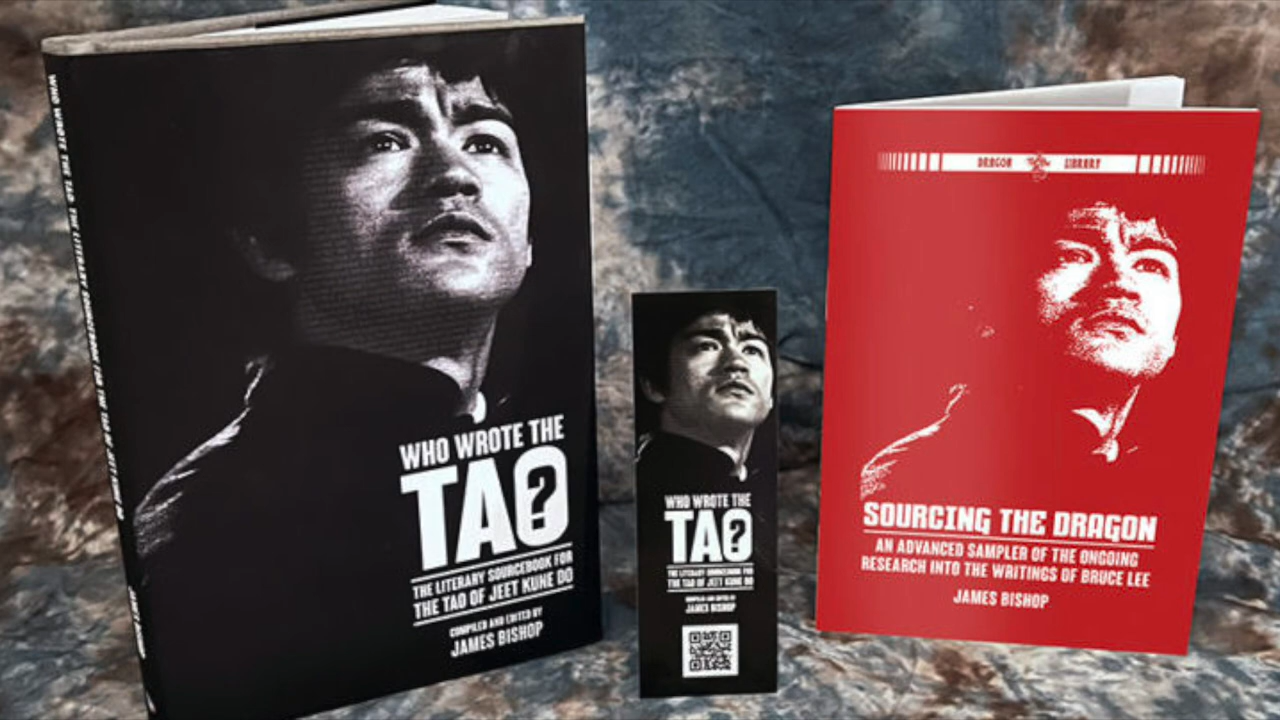 WHO WROTE THE TAO: THE LITERARY SOURCEBOOK FOR THE TAO OF JEET KUNE DO
WHO WROTE THE
TAO?
THE LITERARY SOURCEBOOK FOR
THE TAO OF JEET KUNE DO
COMPILED AND EDITED BY
JAMES BISHOP
WHO WROTE THE
TAO?
THE LITERARY SOURCEBOOK FOR
THE TAO OF JEET KUNE DO
COMPILED AND EDITED BY
JAMES BISHOP
DRAGON LIBRARY
SOURCING THE DRAGON
AN ADVANCED SAMPLER OF THE ONGOING
RESEARCH INTO THE WRITINGS OF BRUCE LEE
JAMES BISHOP